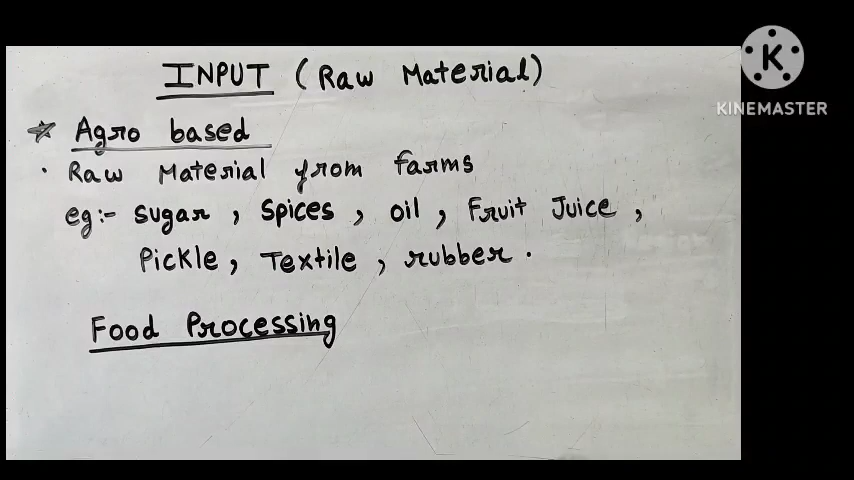 INPUT (Raw Material)
Agro based
• Raw Material from farms
eg:- sugar, spices, oil, Fruit Juice,
Pickle, Textile, rubber.
Food Processing
K
KINEMASTER